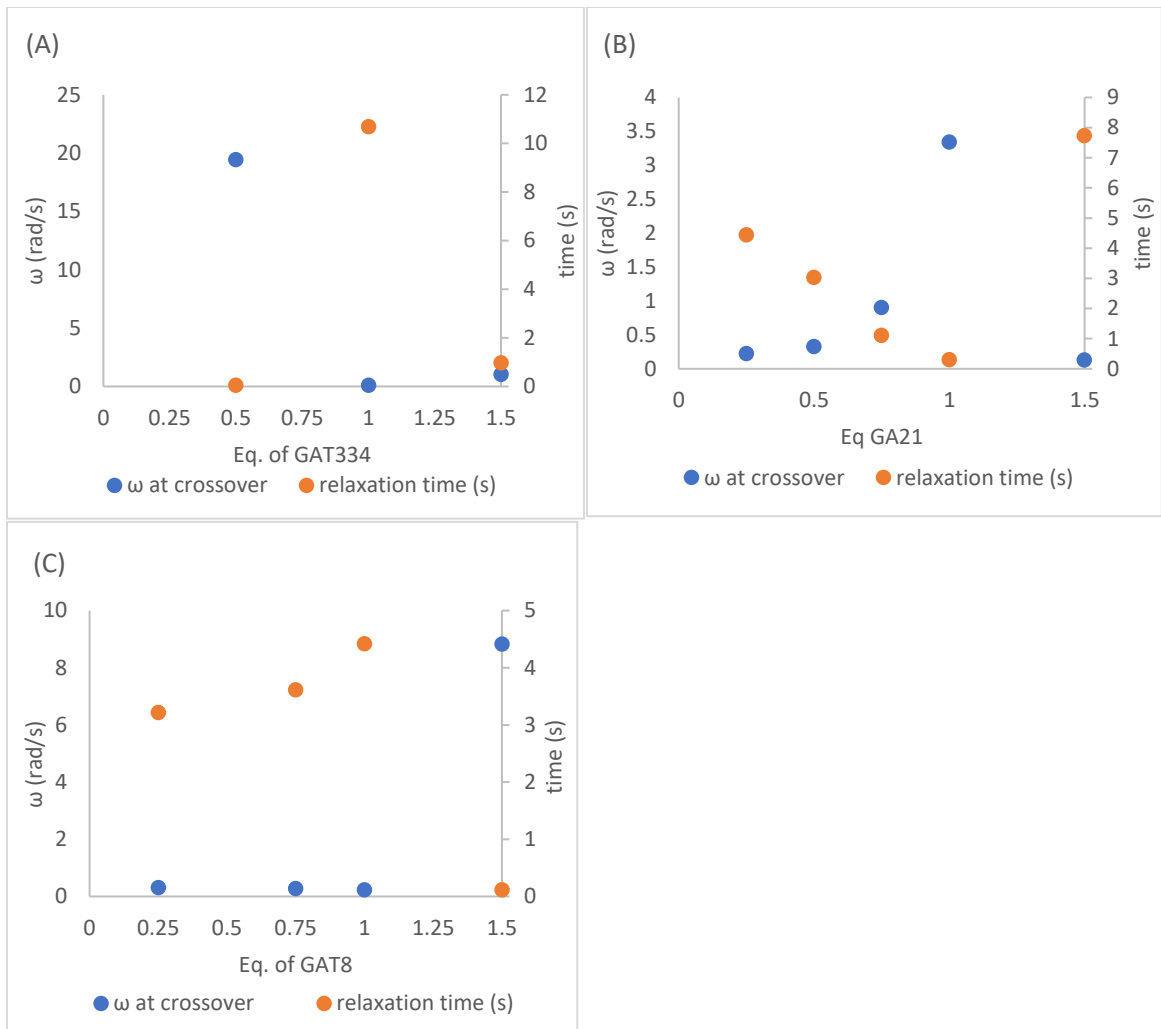 (A)
25
20
15
10
5
0
ω (rad/s)
12
10
8
6
4
2
0
time (s)
0 0.25 0.5 0.75 1 1.25 1.5
Eq. of GAT334
ω at crossover relaxation time (s)
(B)
4
3.5
3
2.5
2
1.5
1
0.5
0
ω (rad/s)
9
8
7
6
5
4
3
2
1
0
time (s)
0 0.5 1 1.5
Eq GA21
ω at crossover relaxation time (s)
(C)
10
8
6
4
2
0
ω (rad/s)
5
4
3
2
1
0
time (s)
0 0.25 0.5 0.75 1 1.25 1.5
Eq. of GAT8
ω at crossover relaxation time (s)